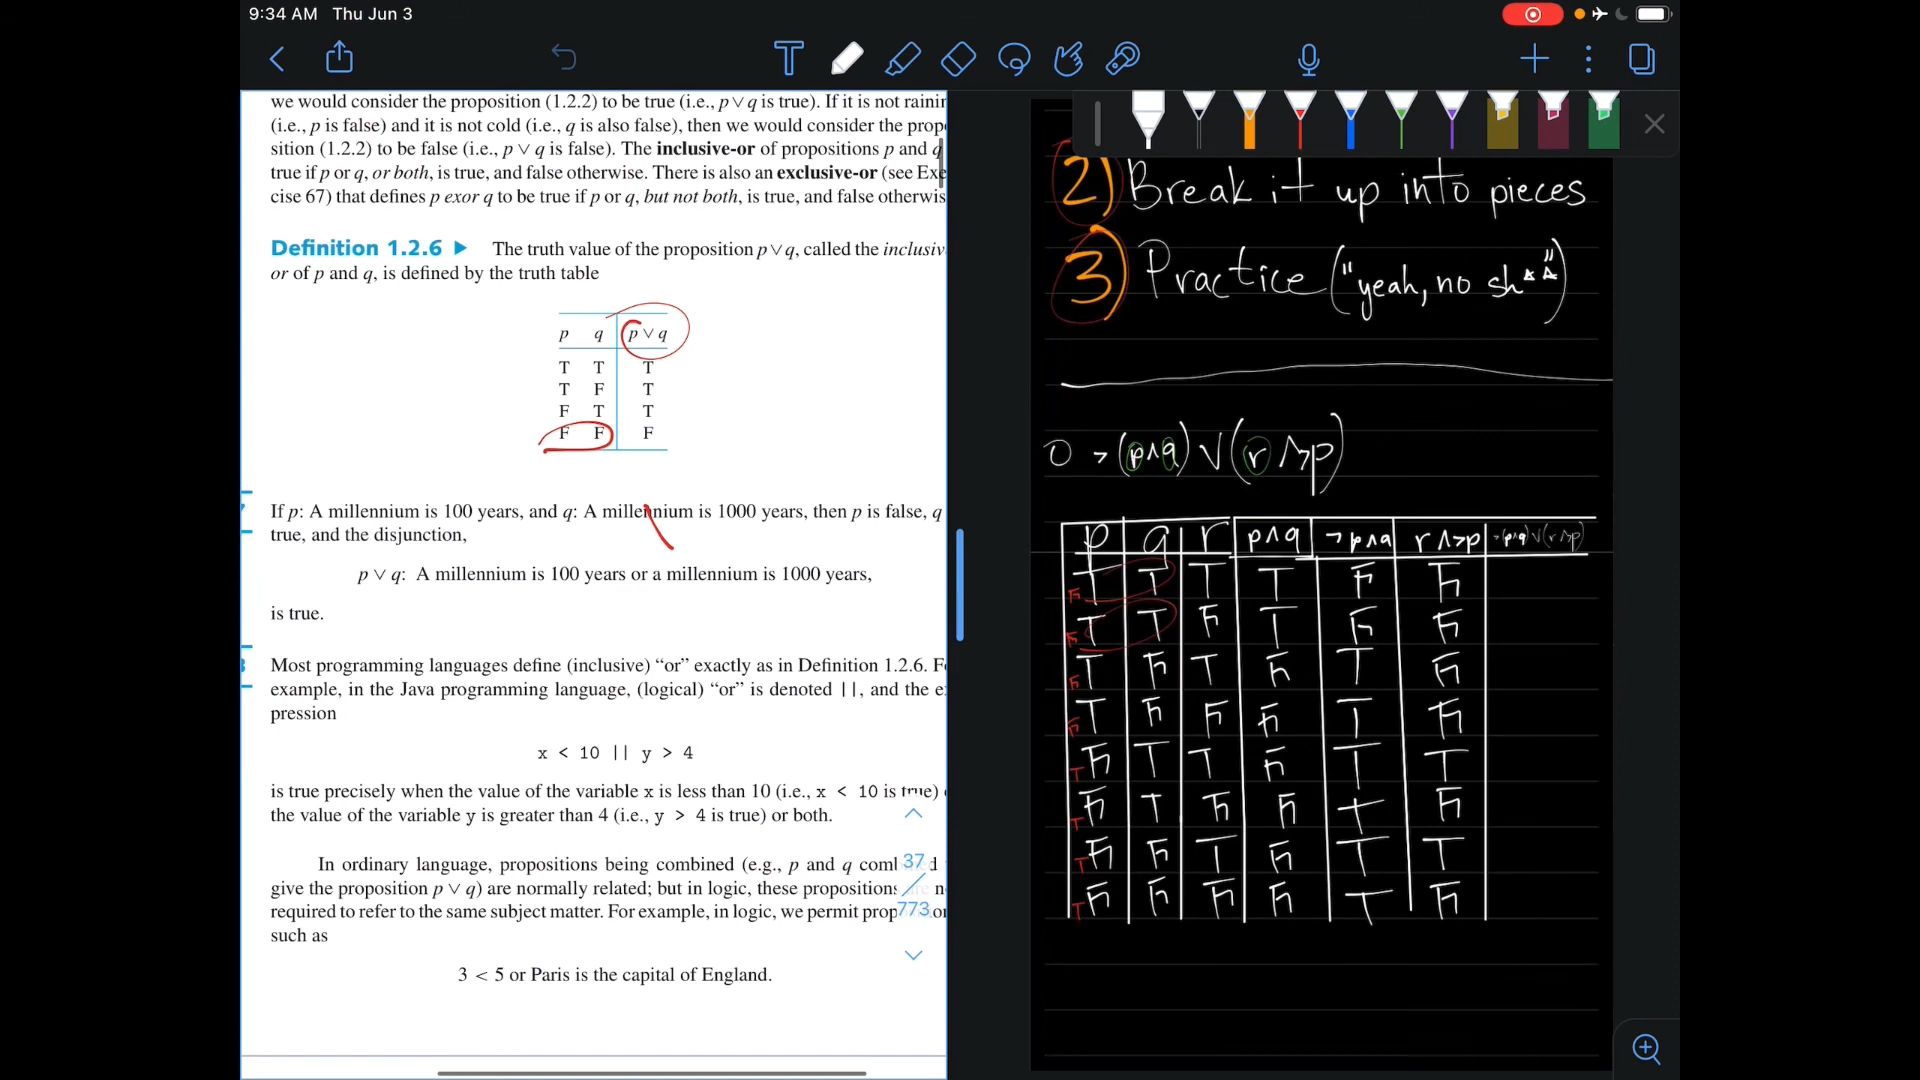 9:34 AM Thu Jun 3
we would consider the proposition (1.2.2) to be true (i.e., p ∨ q is true). If it is not
(i.e., p is false) and it is not cold (i.e., q is also false), then we would consider the
sition (1.2.2) to be false (i.e., p ∨ q is false). The inclusive-or of propositions p and q
true if p or q, or both, is true, and false otherwise. There is also an exclusive-or (see
cise 67) that defines p exor q to be true if p or q, but not both, is true, and false
Definition 1.2.6 ▶ The truth value of the proposition p ∨ q, called the
or of p and q, is defined by the truth table
p q p ∨ q
T T T
T F T
F T T
F F F
If p: A millennium is 100 years, and q: A millennium is 1000 years, then p is false, q
true, and the disjunction,
p ∨ q: A millennium is 100 years or a millennium is 1000 years,
is true.
Most programming languages define (inclusive) “or” exactly as in Definition 1.2.6.
example, in the Java programming language, (logical) “or” is denoted ||, and the
pression
x < 10 || y > 4
is true precisely when the value of the variable x is less than 10 (i.e., x < 10 is true)
the value of the variable y is greater than 4 (i.e., y > 4 is true) or both.
In ordinary language, propositions being combined (e.g., p and q
give the proposition p ∨ q) are normally related; but in logic, these propositions
required to refer to the same subject matter. For example, in logic, we permit
such as
3 < 5 or Paris is the capital of England.
37
773
2) Break it up into pieces
3) Practice ("yeah, no sh**")
¬(p∧q) ∨ (r ∧¬p)
p q r p∧q ¬p∧q r∧¬p ¬(p∧q)∨(r∧¬p)
F T T T T F F
F T T F T F F
F T F T F T F
F T F F F T F
T F T T F T T
T F T F F T F
T F F T F T T
T F F F F T F